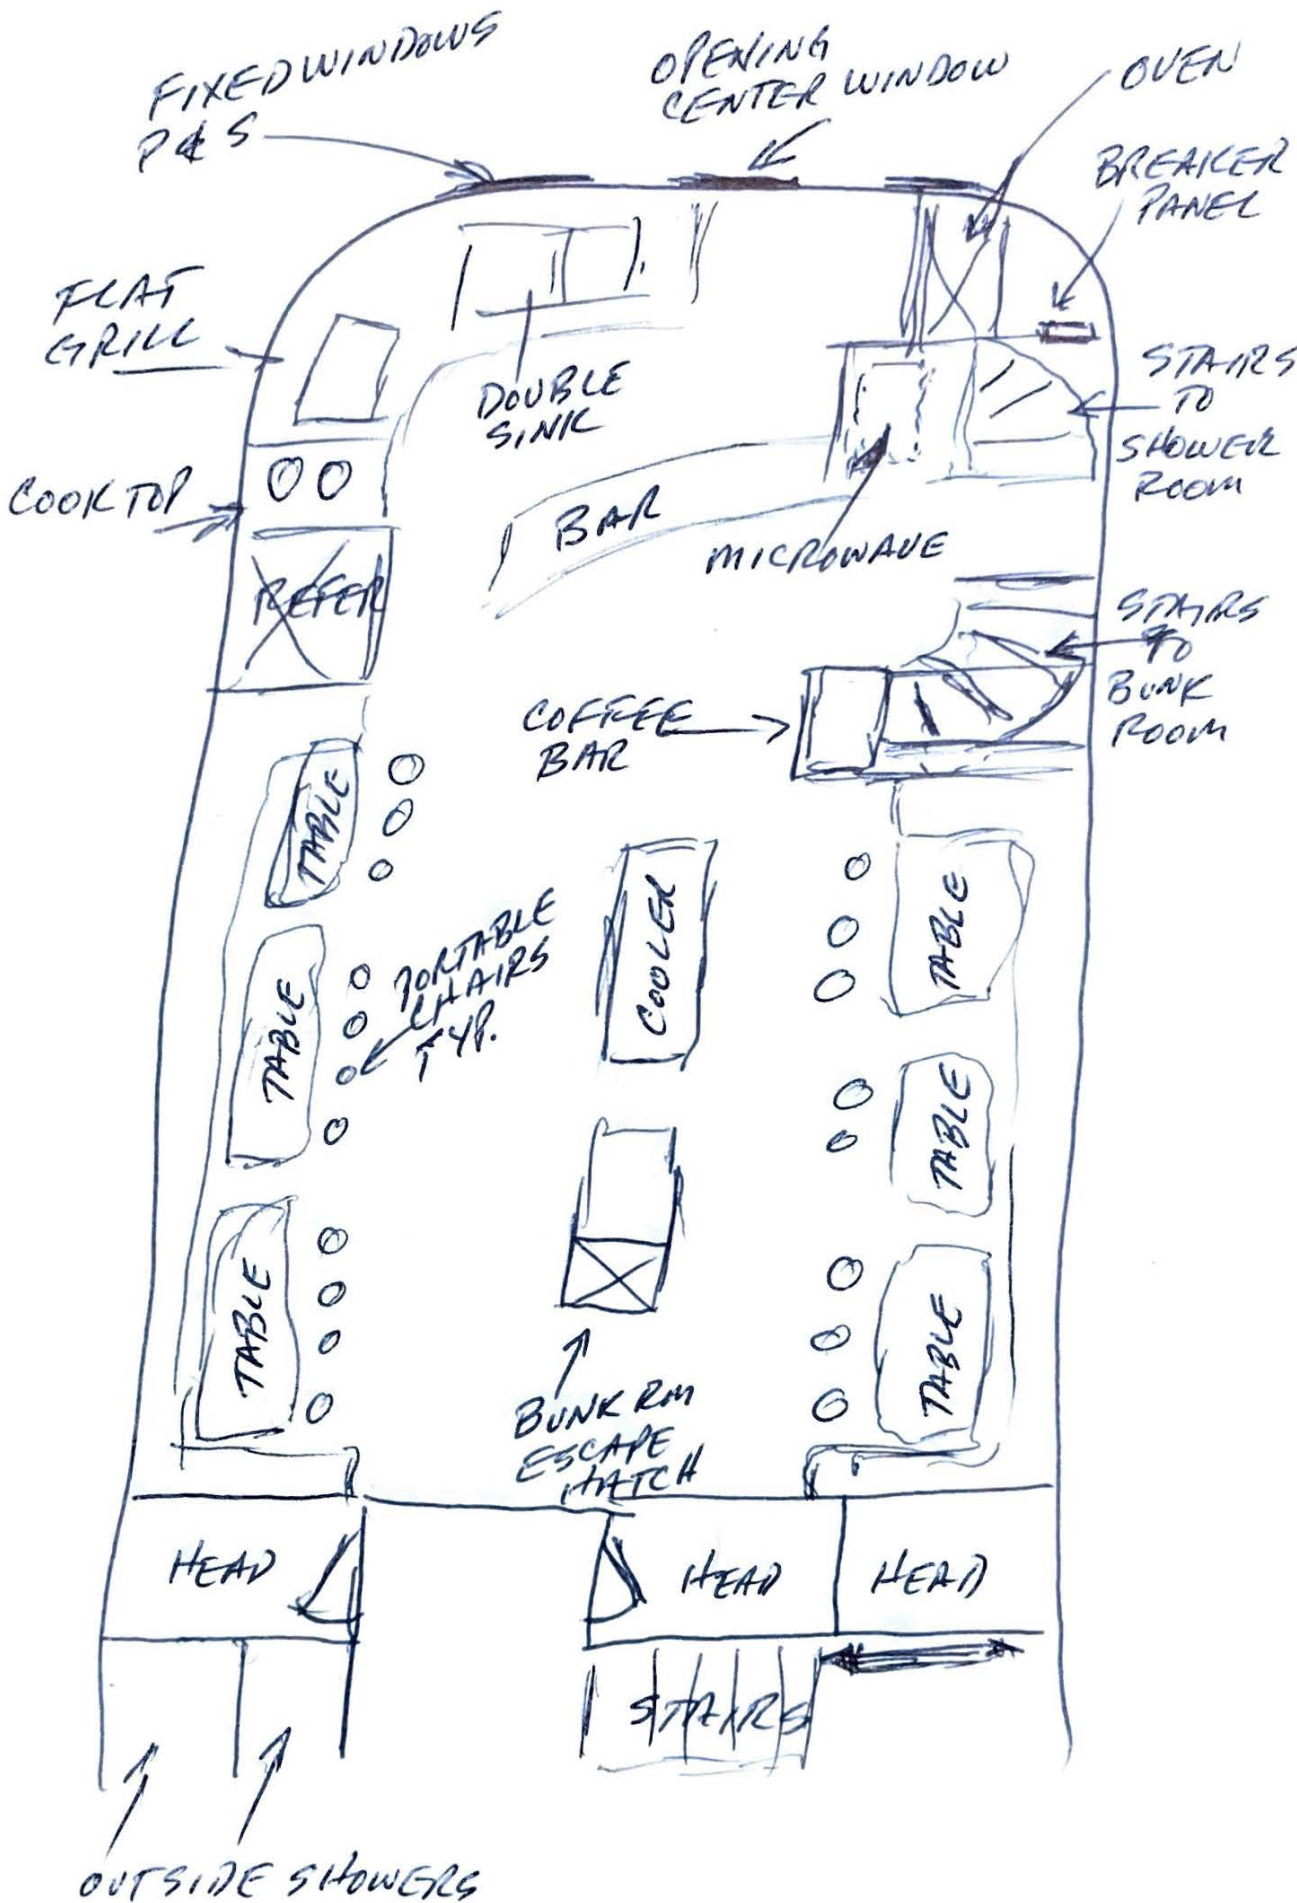 FIXED WINDOWS
P & S
OPENING
CENTER WINDOW
OVEN
BREAKER
PANEL
FLAT
GRILL
DOUBLE
SINK
STAIRS
TO
SHOWER
ROOM
COOKTOP
BAR
MICROWAVE
REFER
STAIRS
TO
BUNK
ROOM
COFFEE
BAR
TABLE
TABLE
COOLER
PORTABLE
CHAIRS
TYP.
TABLE
TABLE
TABLE
TABLE
BUNK RM
ESCAPE
HATCH
HEAD
HEAD
HEAD
STAIRS
OUTSIDE SHOWERS